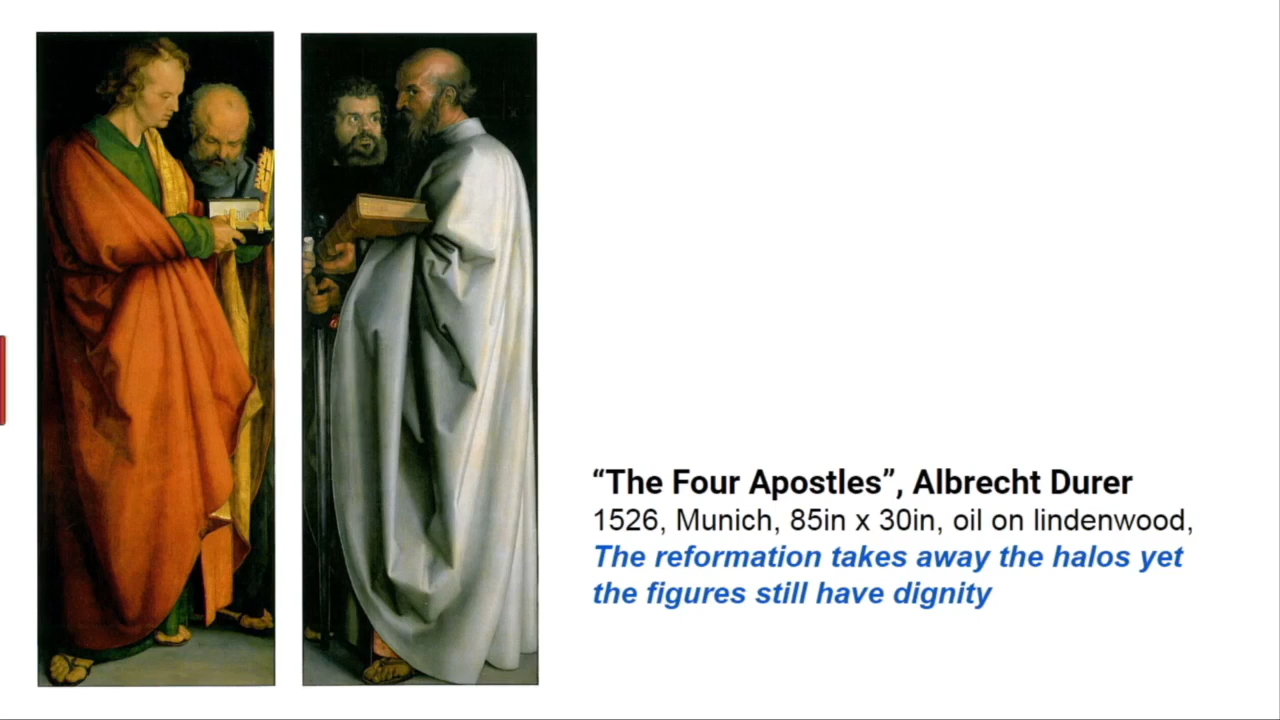 “The Four Apostles”, Albrecht Durer
1526, Munich, 85in x 30in, oil on lindenwood,
The reformation takes away the halos yet
the figures still have dignity